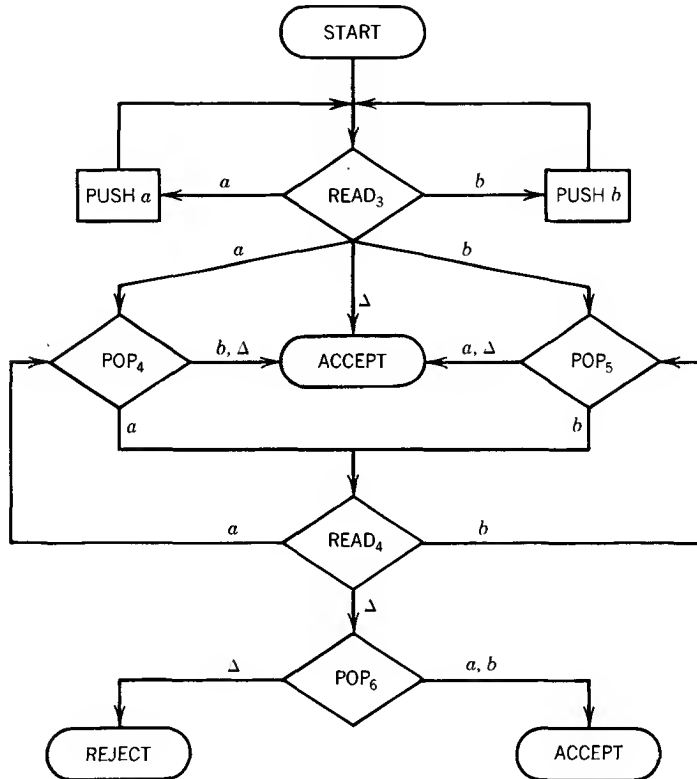 START
PUSH a
a
READ₃
b
PUSH b
a
b
Δ
POP₄
b, Δ
ACCEPT
a, Δ
POP₅
a
b
a
READ₄
b
Δ
Δ
POP₆
a, b
REJECT
ACCEPT